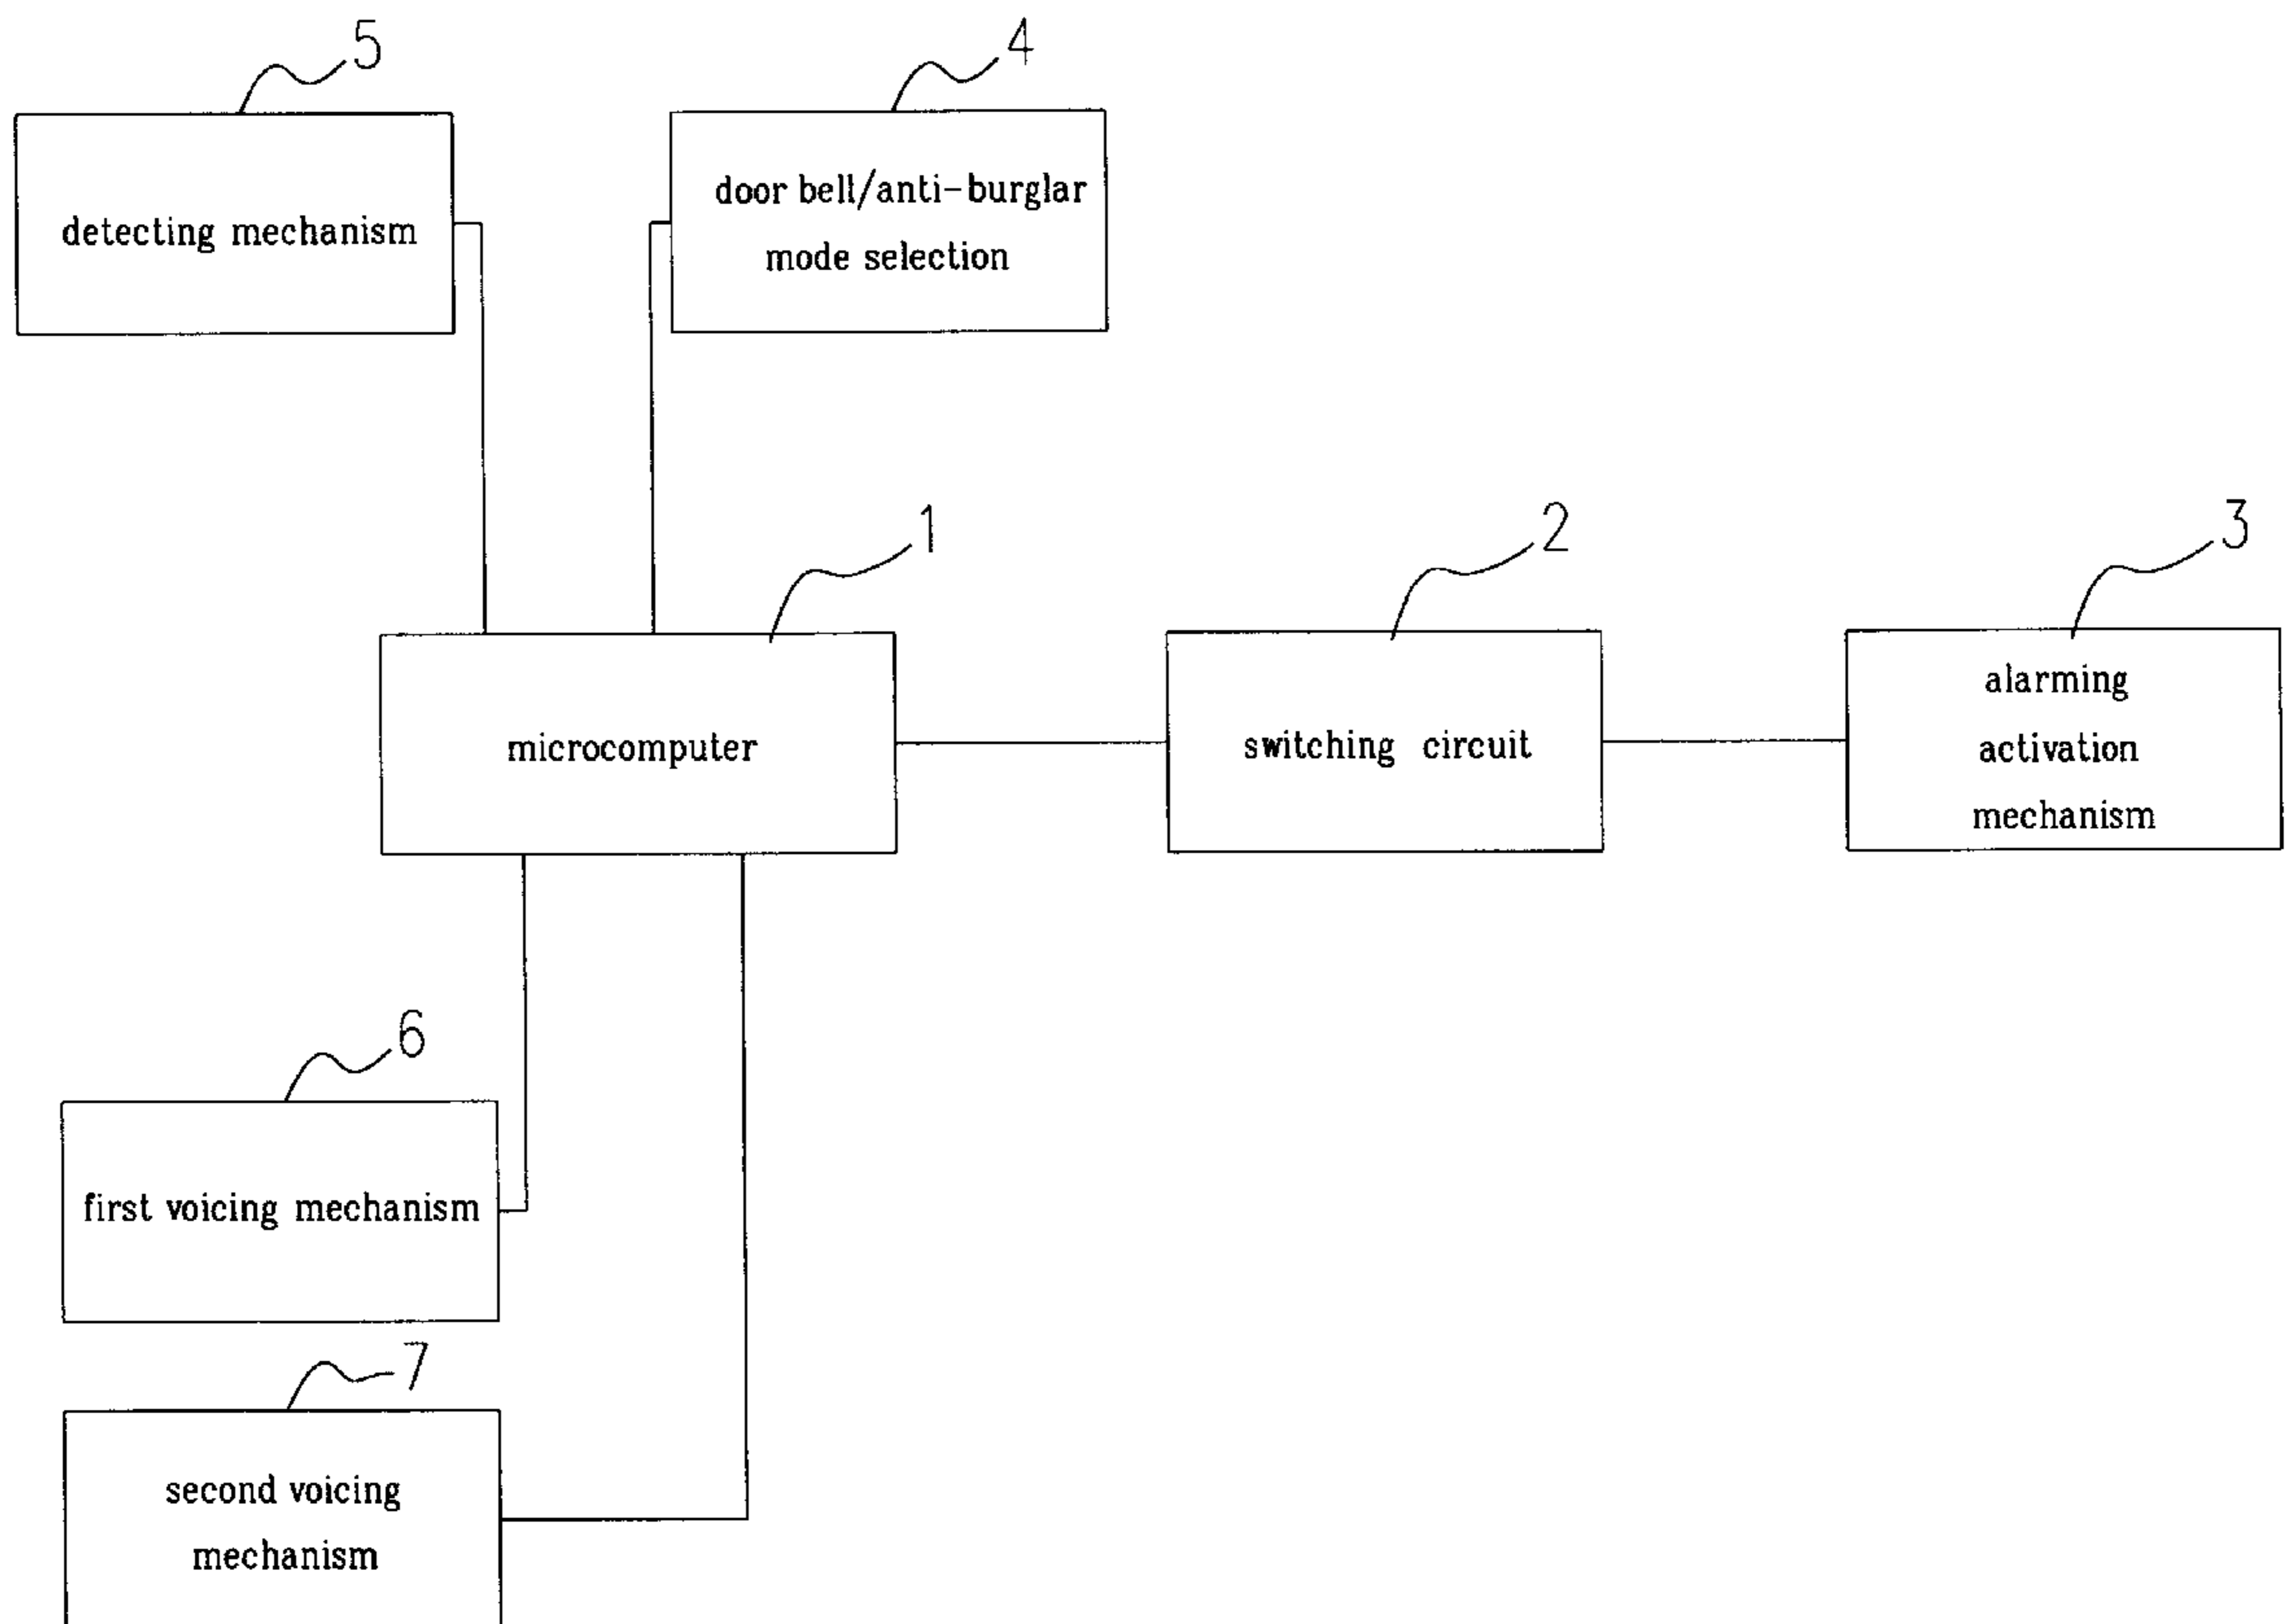 5
4
detecting mechanism
door bell/anti-burglar
mode selection
1
2
3
microcomputer
switching circuit
alarming
activation
mechanism
6
first voicing mechanism
7
second voicing
mechanism